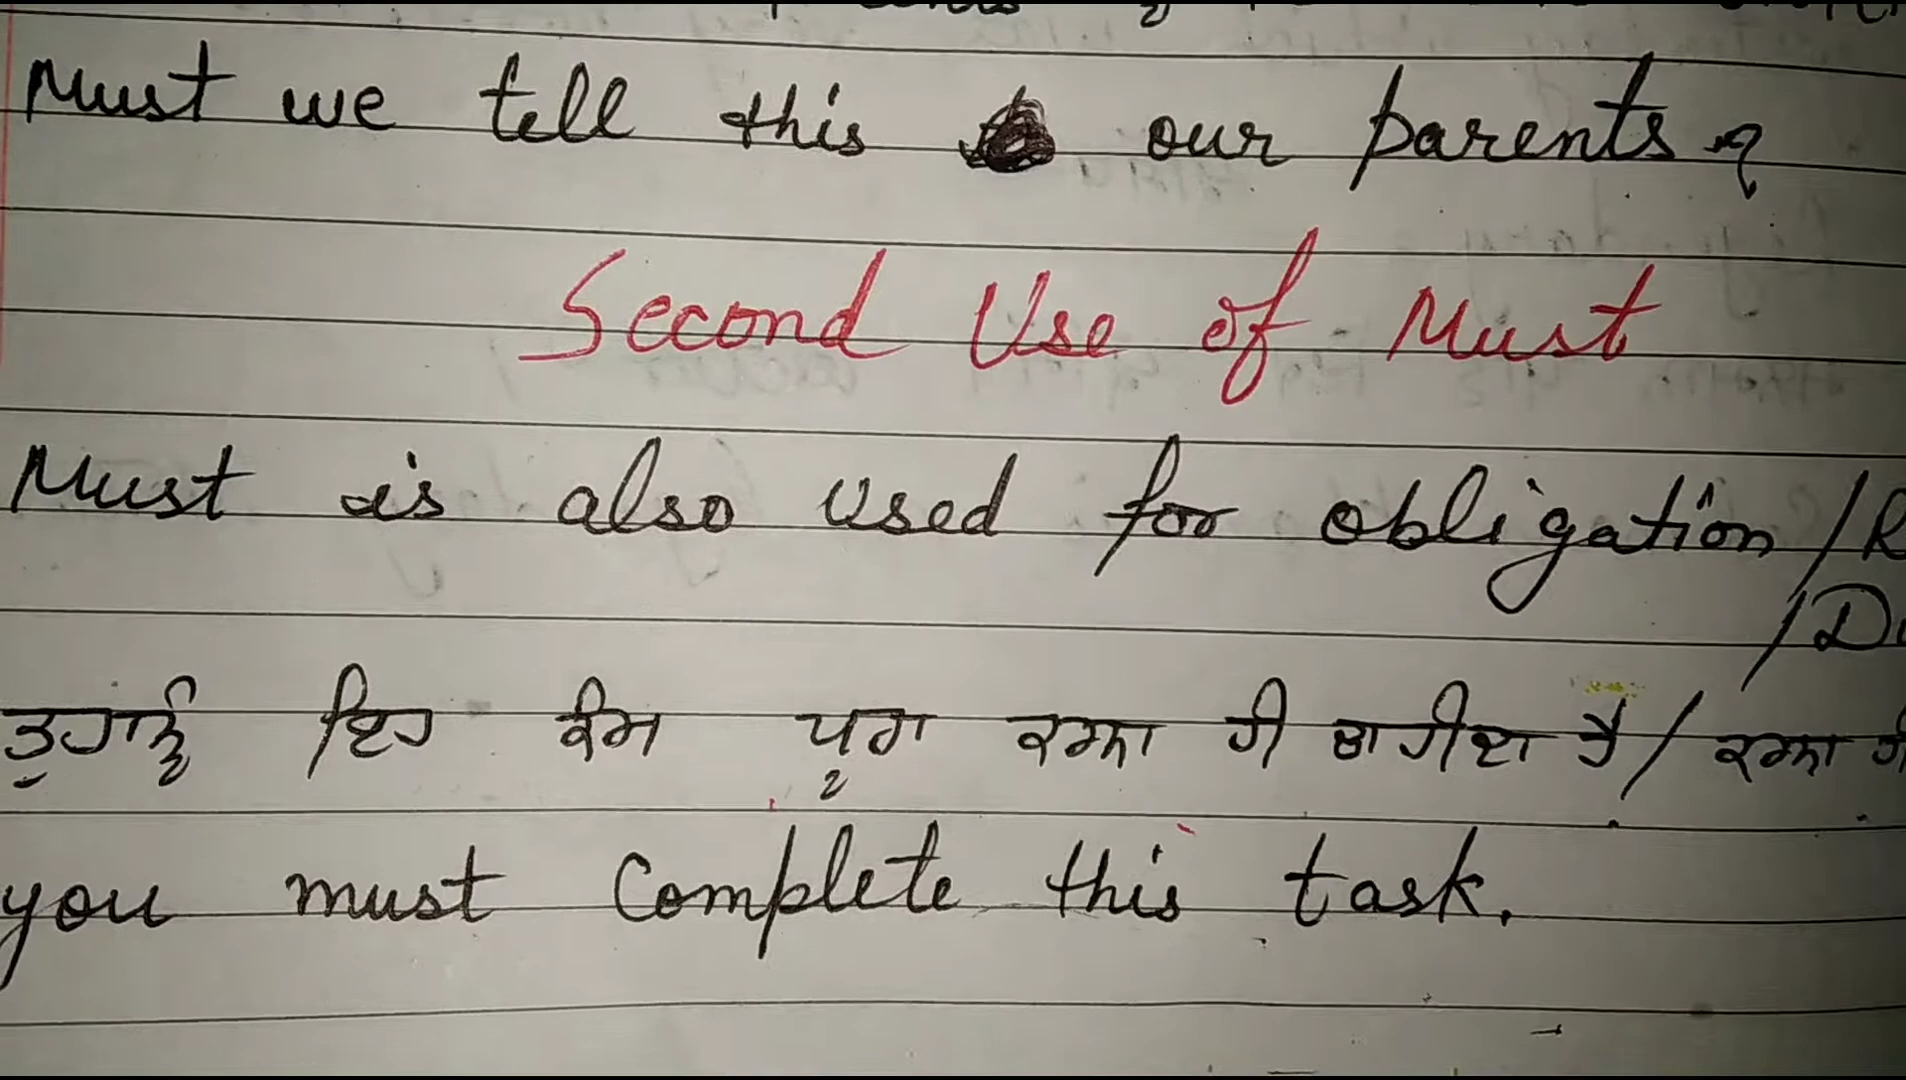 Must we tell this our parents ?
Second Use of Must
Must is also used for obligation /
/
ਤੁਹਾਨੂੰ ਇਹ ਕੰਮ ਪੂਰਾ ਕਰਨਾ ਹੀ ਚਾਹੀਦਾ ਹੈ / ਕਰਨਾ
you must Complete this task.